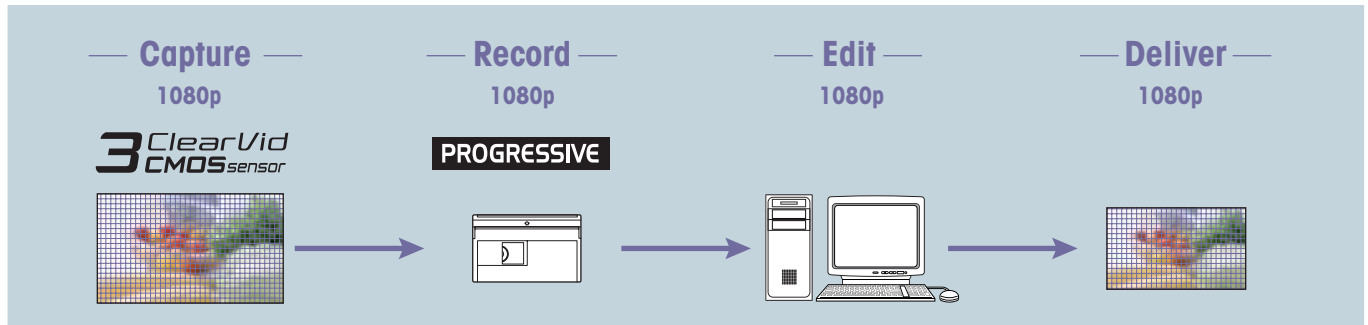 Capture
1080p
3 ClearVid
CMOS sensor
Record
1080p
PROGRESSIVE
Edit
1080p
Deliver
1080p